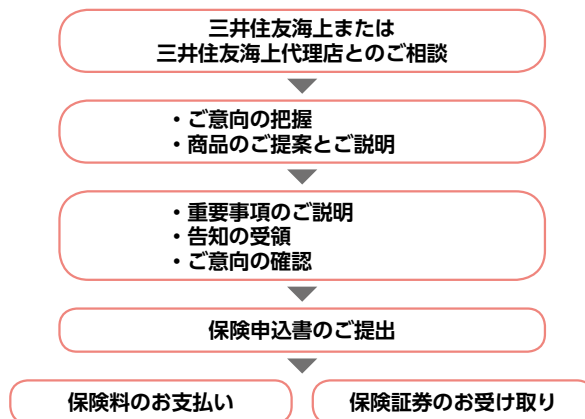 三井住友海上または
三井住友海上代理店とのご相談
・ご意向の把握
・商品のご提案とご説明
・重要事項のご説明
・告知の受領
・ご意向の確認
保険申込書のご提出
保険料のお支払い
保険証券のお受け取り